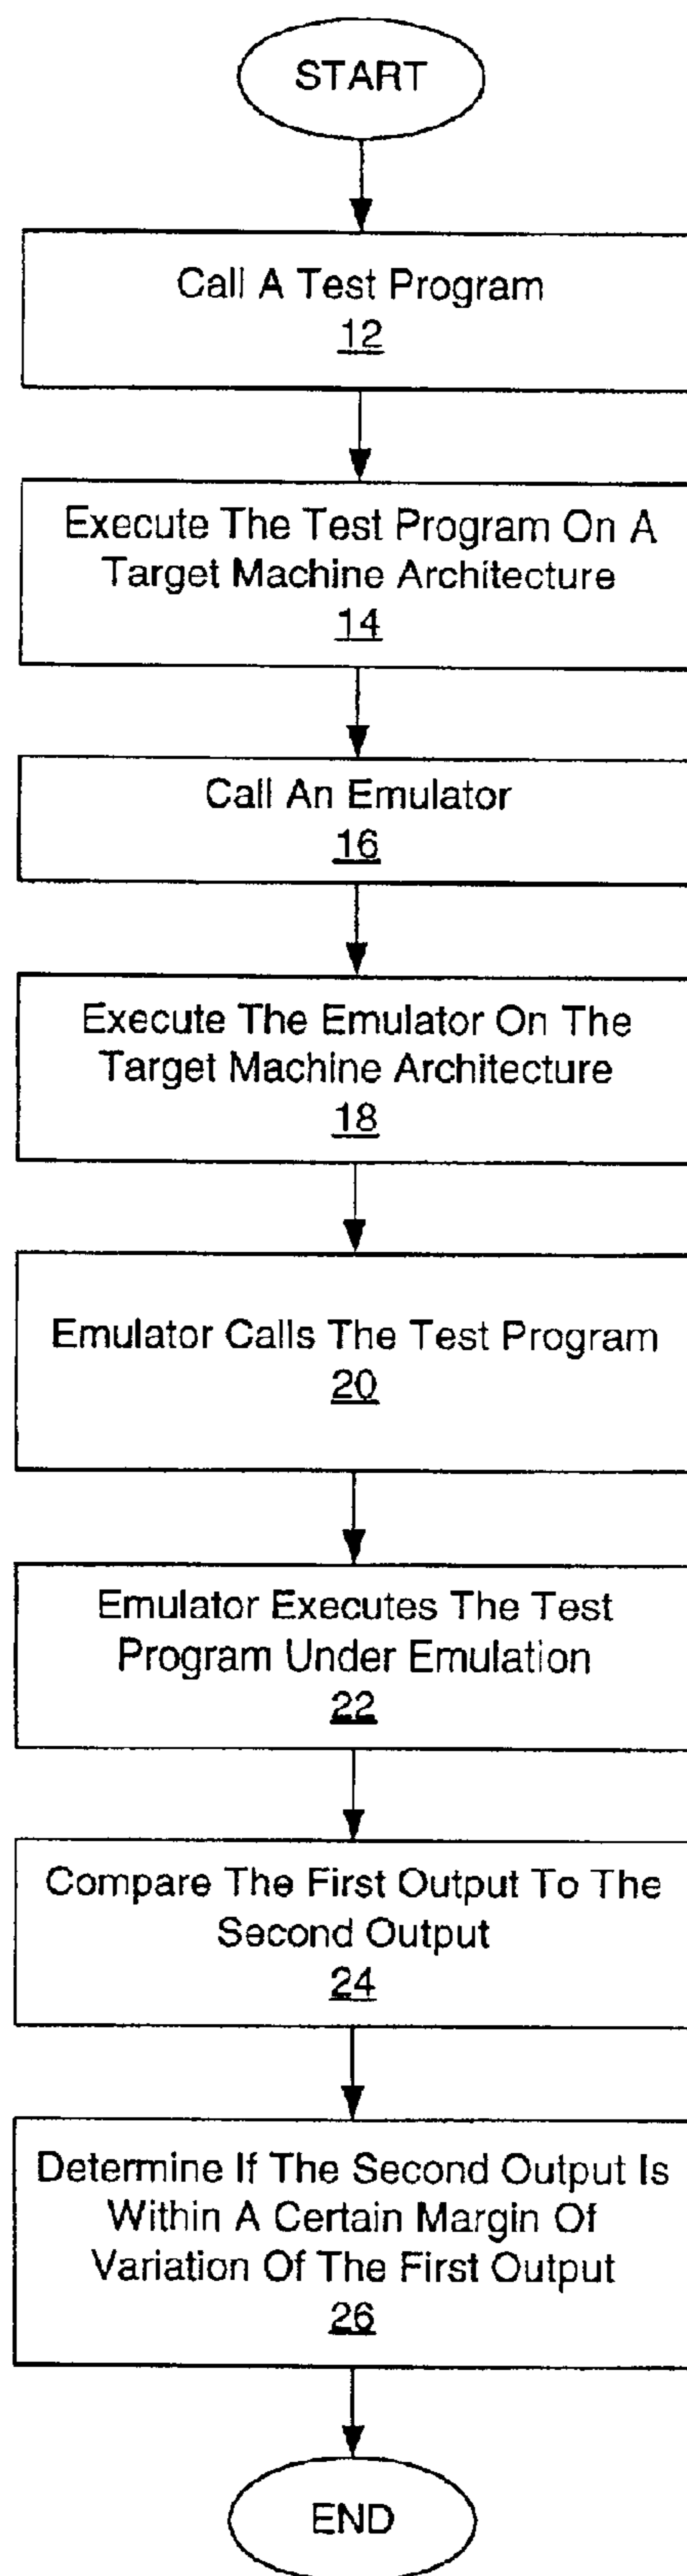 START
Call A Test Program
12
Execute The Test Program On A
Target Machine Architecture
14
Call An Emulator
16
Execute The Emulator On The
Target Machine Architecture
18
Emulator Calls The Test Program
20
Emulator Executes The Test
Program Under Emulation
22
Compare The First Output To The
Second Output
24
Determine If The Second Output Is
Within A Certain Margin Of
Variation Of The First Output
26
END